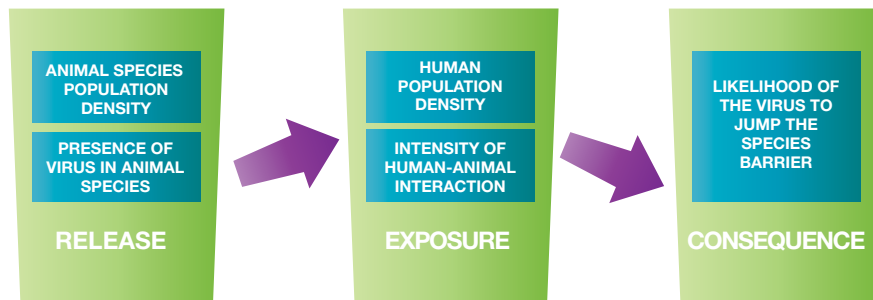 ANIMAL SPECIES
POPULATION
DENSITY
PRESENCE OF
VIRUS IN ANIMAL
SPECIES
RELEASE
HUMAN
POPULATION
DENSITY
INTENSITY OF
HUMAN-ANIMAL
INTERACTION
EXPOSURE
LIKELIHOOD OF
THE VIRUS TO
JUMP THE
SPECIES
BARRIER
CONSEQUENCE